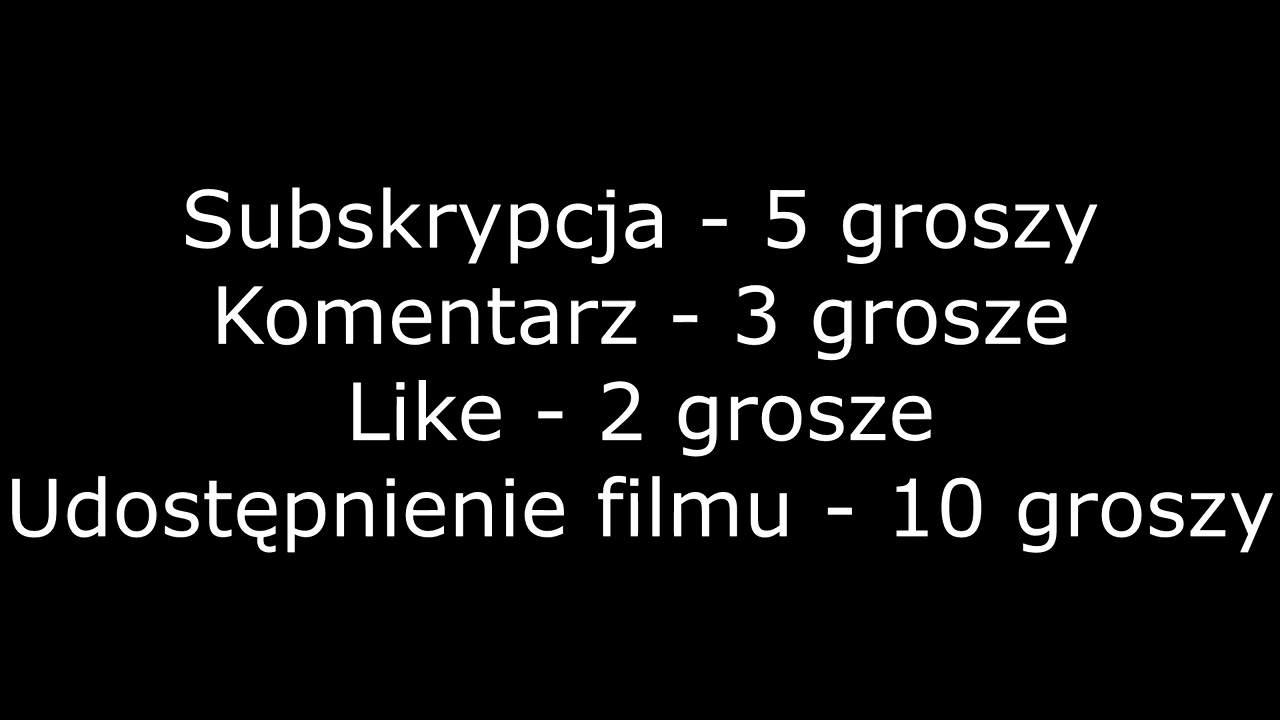 Subskrypcja - 5 groszy
Komentarz - 3 grosze
Like - 2 grosze
Udostępnienie filmu - 10 groszy